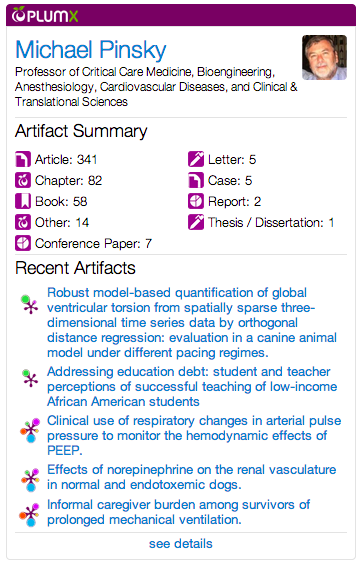 PLUMX
Michael Pinsky
Professor of Critical Care Medicine, Bioengineering,
Anesthesiology, Cardiovascular Diseases, and Clinical &
Translational Sciences
Artifact Summary
Article: 341
Letter: 5
Chapter: 82
Case: 5
Book: 58
Report: 2
Other: 14
Thesis / Dissertation: 1
Conference Paper: 7
Recent Artifacts
Robust model-based quantification of global
ventricular torsion from spatially sparse three-
dimensional time series data by orthogonal
distance regression: evaluation in a canine animal
model under different pacing regimes.
Addressing education debt: student and teacher
perceptions of successful teaching of low-income
African American students
Clinical use of respiratory changes in arterial pulse
pressure to monitor the hemodynamic effects of
PEEP.
Effects of norepinephrine on the renal vasculature
in normal and endotoxemic dogs.
Informal caregiver burden among survivors of
prolonged mechanical ventilation.
see details